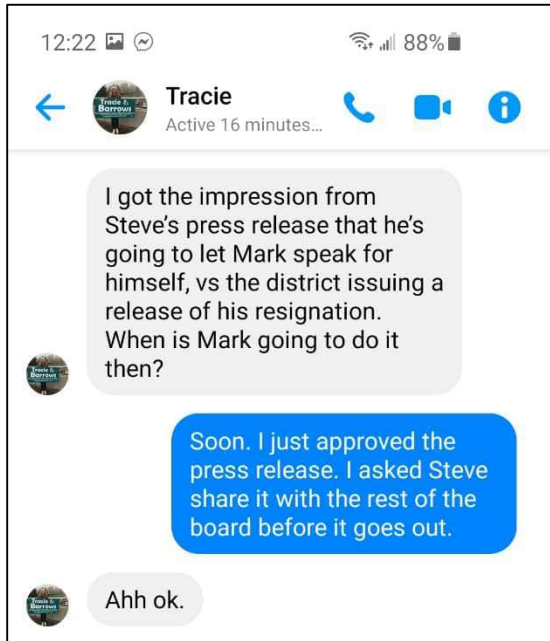 12:22 88%
Tracie
Active 16 minutes...
I got the impression from
Steve's press release that he's
going to let Mark speak for
himself, vs the district issuing a
release of his resignation.
When is Mark going to do it
then?
Soon. I just approved the
press release. I asked Steve
share it with the rest of the
board before it goes out.
Ahh ok.